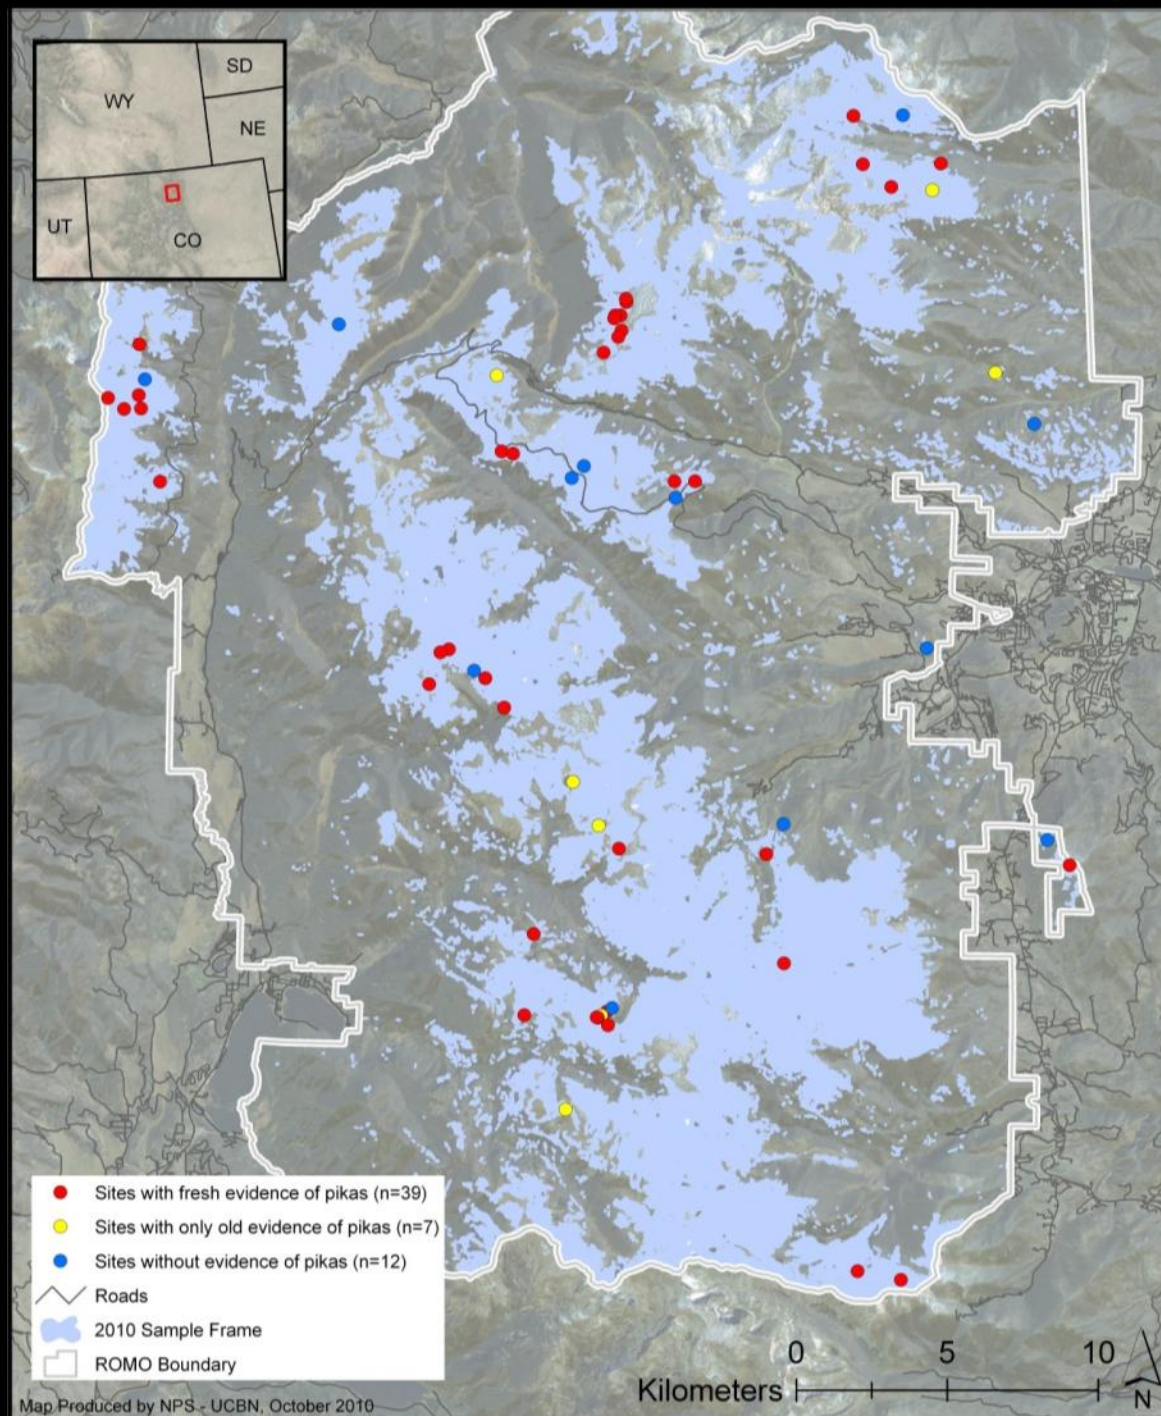 SD
WY
NE
UT
CO
Sites with fresh evidence of pikas (n=39)
Sites with only old evidence of pikas (n=7)
Sites without evidence of pikas (n=12)
Roads
2010 Sample Frame
ROMO Boundary
0 5 10
Kilometers
N
Map Produced by NPS - UCBN, October 2010